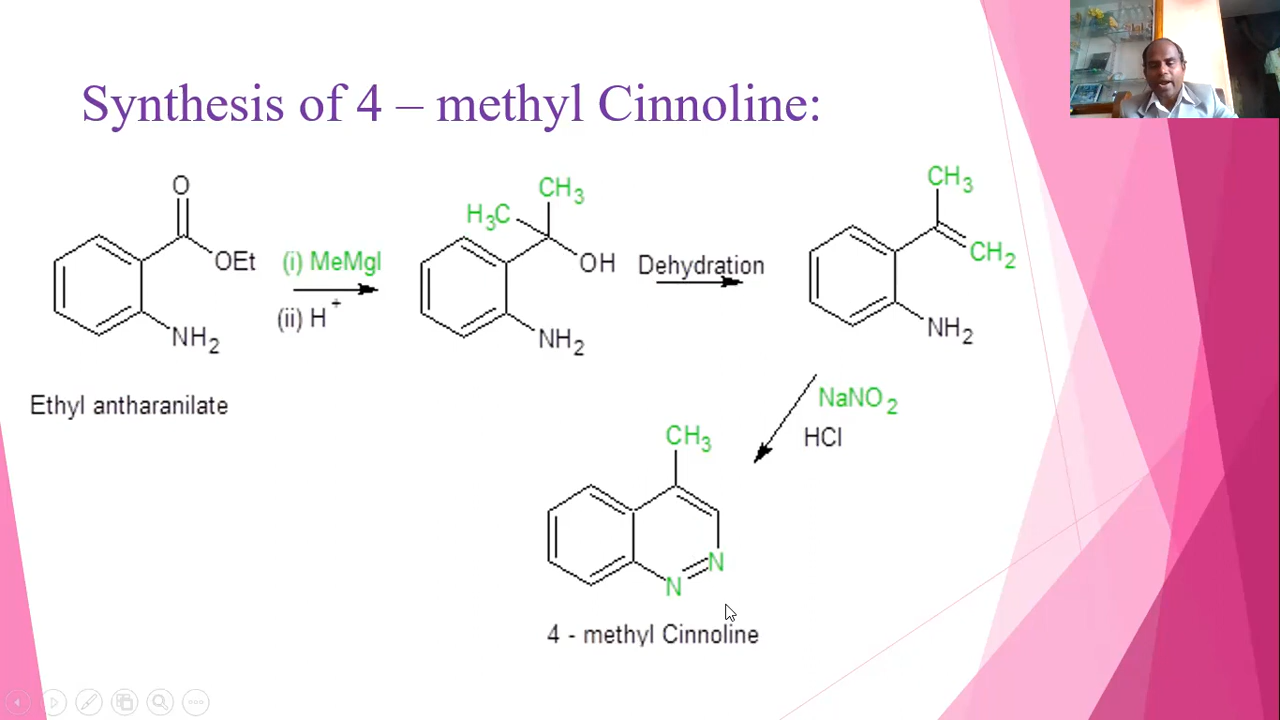 Synthesis of 4 – methyl Cinnoline:
O
OEt
NH2
Ethyl antharanilate
(i) MeMgI
(ii) H+
CH3
H3C
OH
NH2
Dehydration
CH3
CH2
NH2
NaNO2
HCl
CH3
N
N
4 - methyl Cinnoline